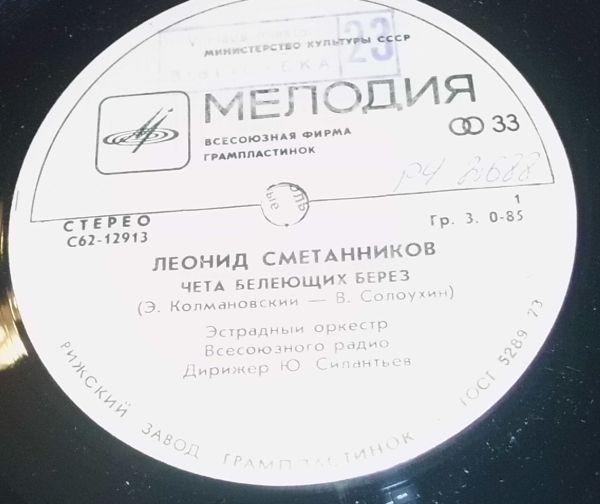 МИНИСТЕРСТВО КУЛЬТУРЫ СССР
23
МЕЛОДИЯ
ВСЕСОЮЗНАЯ ФИРМА
ГРАМПЛАСТИНОК
33
СТЕРЕО
С62-12913
1
Гр. 3. 0-85
ЛЕОНИД СМЕТАННИКОВ
ЧЕТА БЕЛЕЮЩИХ БЕРЕЗ
(Э. Колмановский — В. Солоухин)
Эстрадный оркестр
Всесоюзного радио
Дирижер Ю. Силантьев
РИЖСКИЙ ЗАВОД ГРАМПЛАСТИНОК · ГОСТ 5289 73